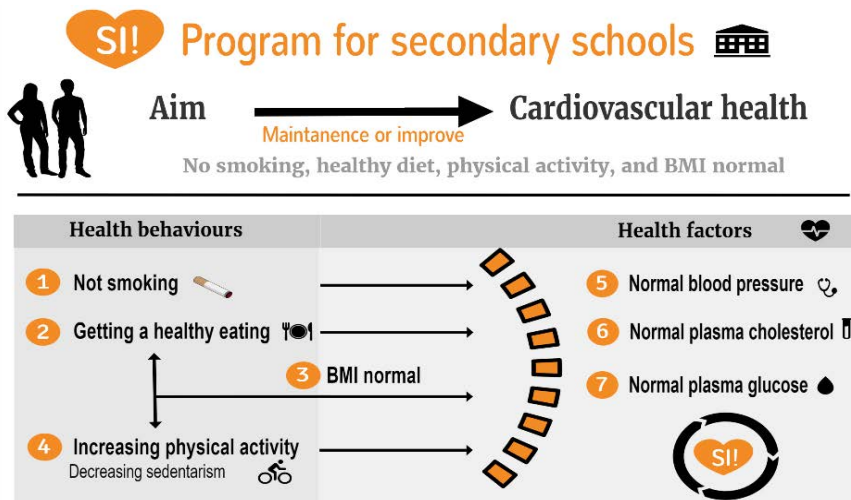 SI! Program for secondary schools
Aim
Maintanence or improve
Cardiovascular health
No smoking, healthy diet, physical activity, and BMI normal
Health behaviours
Health factors
1 Not smoking
2 Getting a healthy eating
3 BMI normal
4 Increasing physical activity
Decreasing sedentarism
5 Normal blood pressure
6 Normal plasma cholesterol
7 Normal plasma glucose
SI!